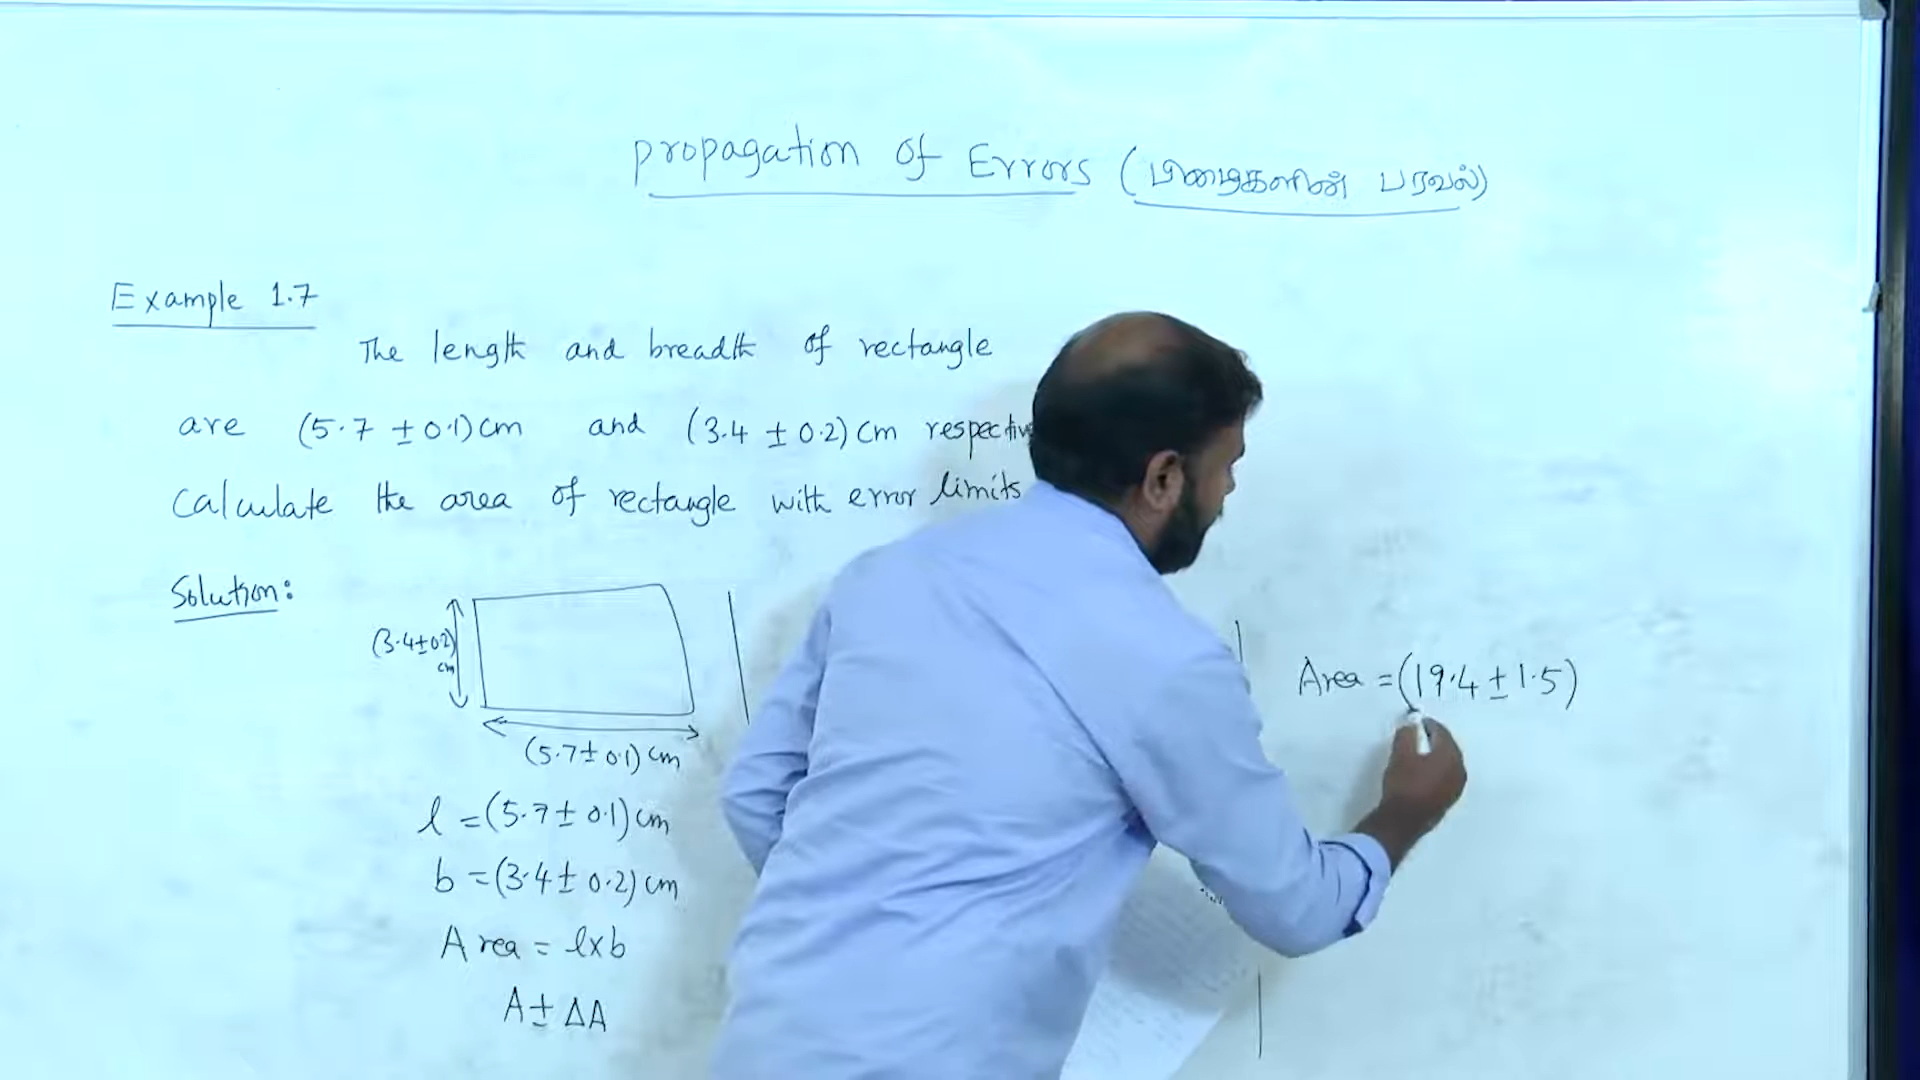 propagation of Errors (பிழைகளின் பரவல்)
Example 1.7
The length and breadth of rectangle
are (5.7 ± 0.1) cm and (3.4 ± 0.2) cm
Calculate the area of rectangle with error limits
Solution:
(3.4±0.2)
cm
(5.7±0.1) cm
l = (5.7 ± 0.1) cm
b = (3.4 ± 0.2) cm
Area = l×b
A ± ΔA
Area = (19.4 ± 1.5)